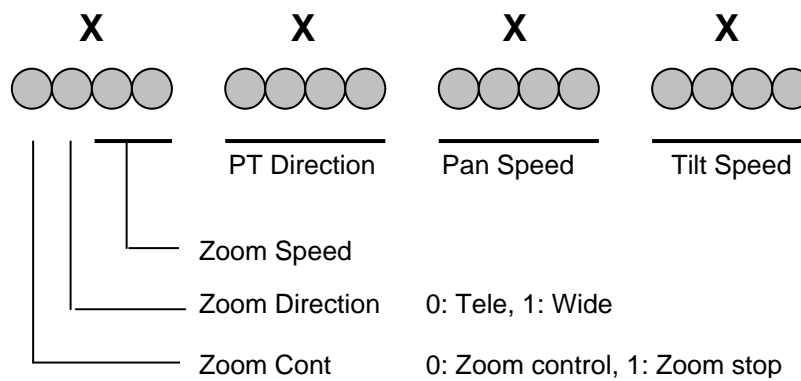 X X X X
PT Direction Pan Speed Tilt Speed
Zoom Speed
Zoom Direction 0: Tele, 1: Wide
Zoom Cont 0: Zoom control, 1: Zoom stop